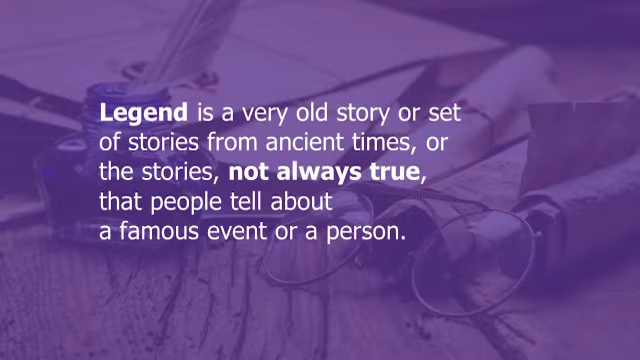 Legend is a very old story or set
of stories from ancient times, or
the stories, not always true,
that people tell about
a famous event or a person.